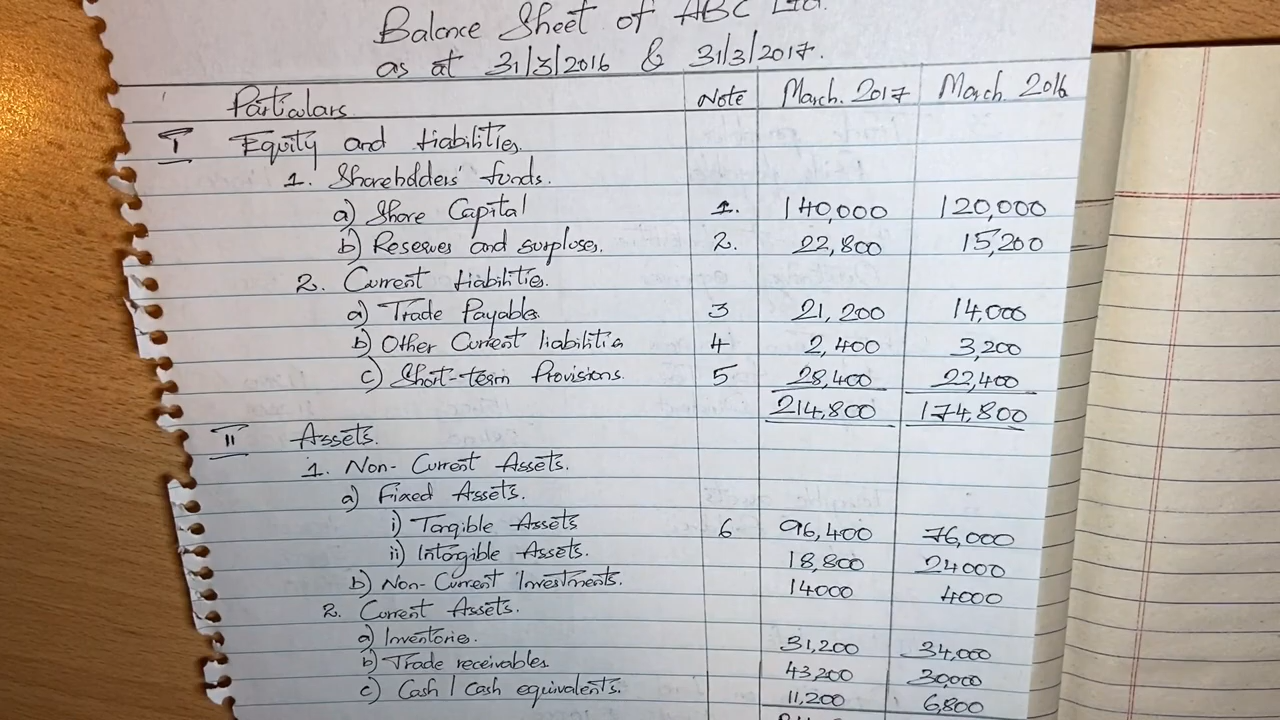 Balance Sheet of ABC Ltd.
as at 31/3/2016 & 31/3/2017.
Particulars. Note March. 2017 March 2016
I Equity and Liabilities.
1. Shareholders' funds.
a) Share Capital 1. 140,000 120,000
b) Reserves and surpluses. 2. 22,800 15,200
2. Current Liabilities.
a) Trade Payables. 3 21,200 14,000
b) Other Current liabilities 4 2,400 3,200
c) Short-term Provisions. 5 28,400 22,400
214,800 174,800
II Assets.
1. Non-Current Assets.
a) Fixed Assets.
i) Tangible Assets 6 96,400 76,000
ii) Intangible Assets. 18,800 24000
b) Non-Current Investments. 14000 4000
2. Current Assets.
a) Inventories. 31,200 34,000
b) Trade receivables. 43,200 30,000
c) Cash / Cash equivalents. 11,200 6,800